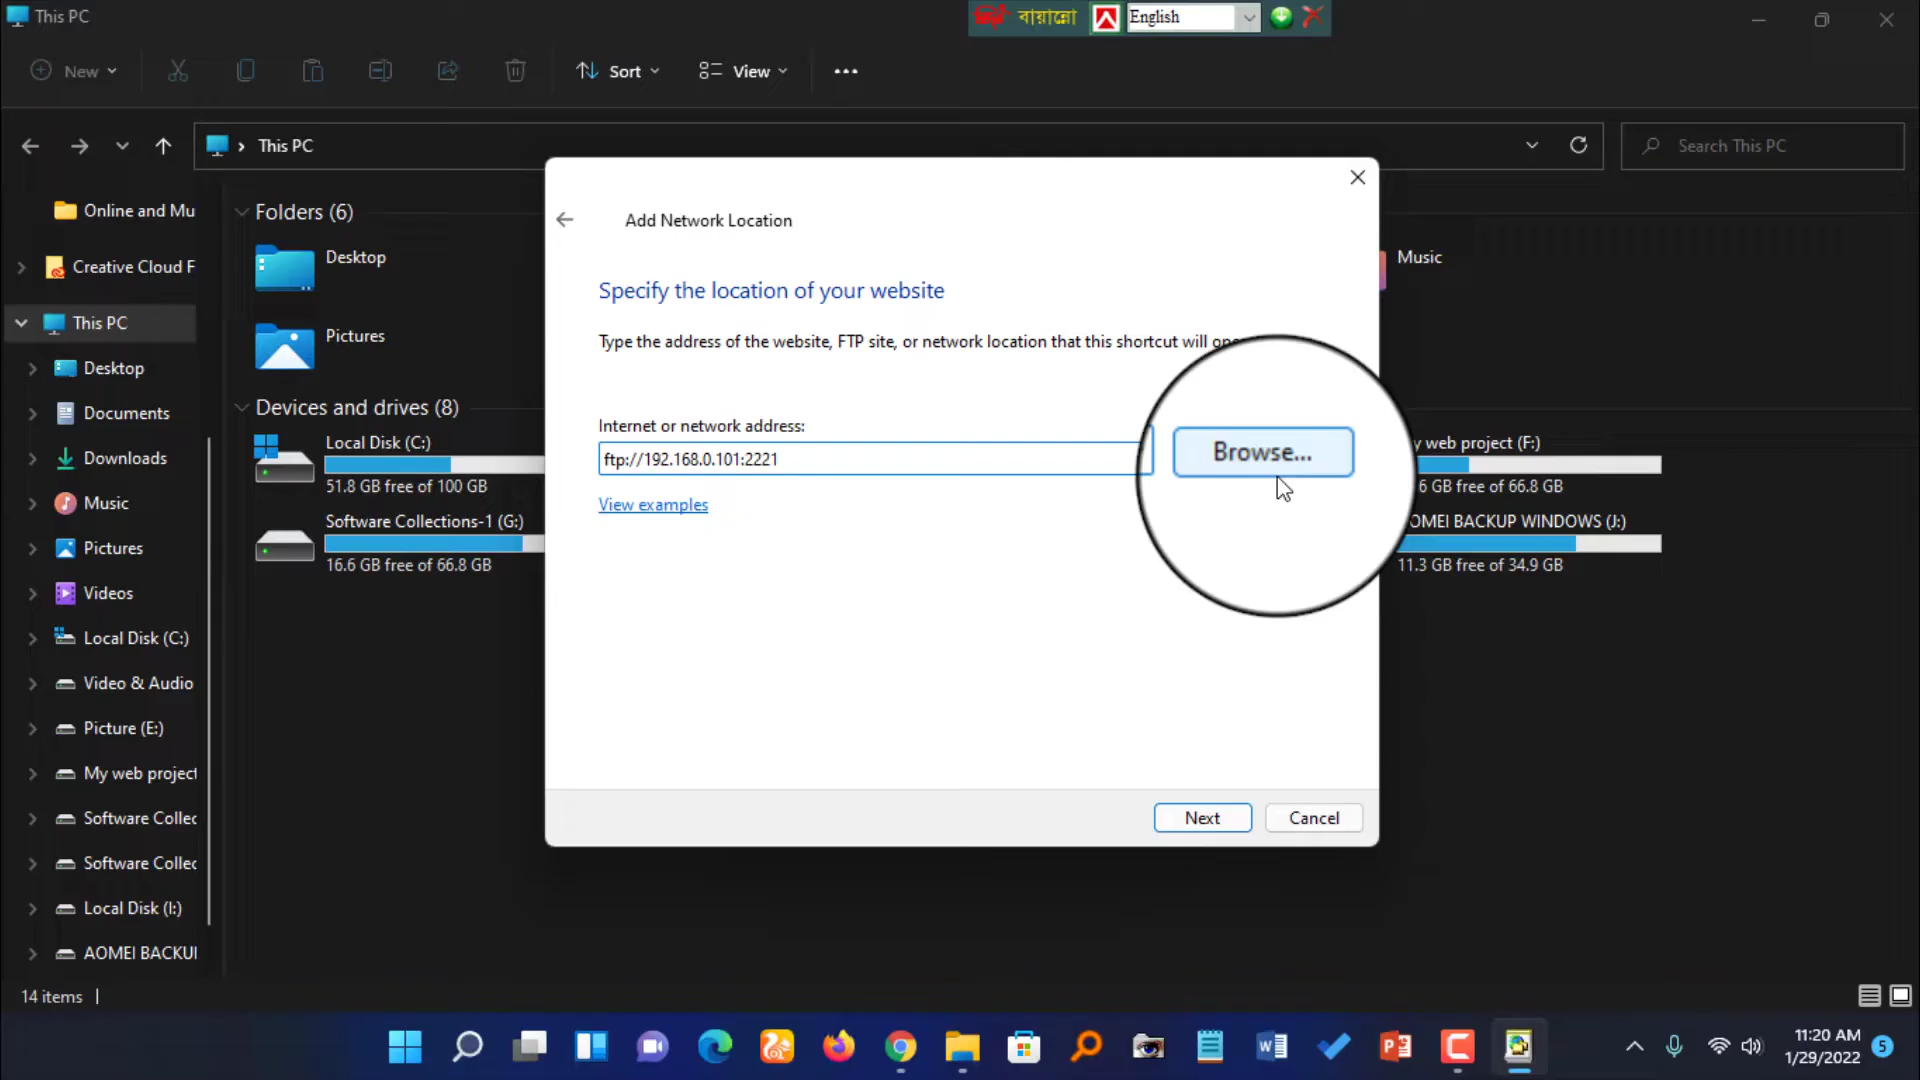 This PC
বায়ান্নো
English
New
Sort
View
This PC
Search This PC
Online and Mu
Creative Cloud F
This PC
Desktop
Documents
Downloads
Music
Pictures
Videos
Local Disk (C:)
Video & Audio
Picture (E:)
My web project
Software Collec
Software Collec
Local Disk (I:)
AOMEI BACKUI
Folders (6)
Desktop
Music
Pictures
Devices and drives (8)
Local Disk (C:)
51.8 GB free of 100 GB
y web project (F:)
6 GB free of 66.8 GB
Software Collections-1 (G:)
16.6 GB free of 66.8 GB
OMEI BACKUP WINDOWS (J:)
11.3 GB free of 34.9 GB
Add Network Location
Specify the location of your website
Type the address of the website, FTP site, or network location that this shortcut will ope
Internet or network address:
ftp://192.168.0.101:2221
Browse...
View examples
Next
Cancel
14 items
11:20 AM
1/29/2022
5